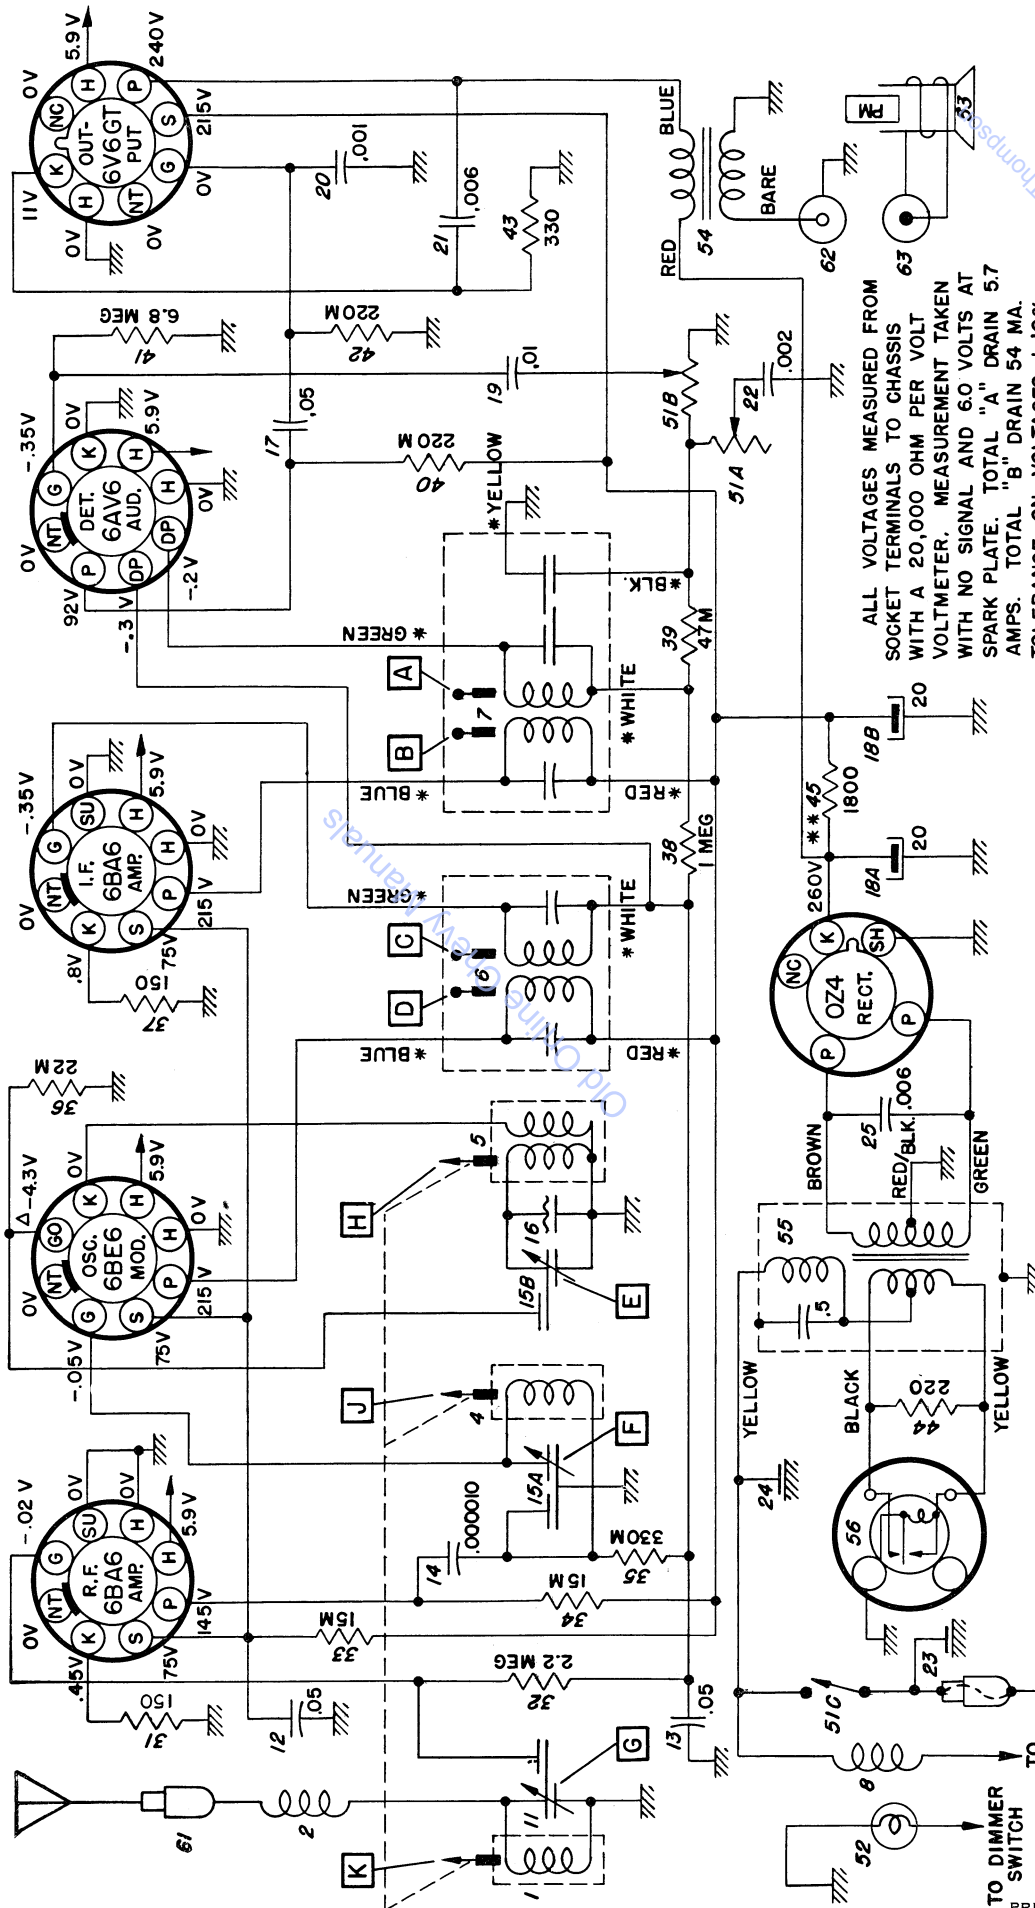 0V
NC
H
5.9V
11V
K
OUT-
6V6GT
PUT
P
240V
0V
H
NT
0V
G
0V
S
215V
20
.001
21
.006
43
330
41
6.8 MEG
42
220M
17
.05
19
.01
-.35V
0V
NT
G
K
0V
DET.
6AV6
AUD.
92V
P
DP
DP
H
H
5.9V
0V
-.3V
-.2V
40
220M
-.35V
0V
NT
G
SU
0V
I.F.
6BA6
AMP.
.8V
K
S
75V
P
215V
H
0V
H
5.9V
37
150
36
22M
Δ-4.3V
0V
NT
GO
K
0V
OSC.
6BE6
MOD.
-.05V
G
S
75V
P
215V
H
0V
H
5.9V
-.02V
0V
NT
G
SU
0V
R.F.
6BA6
AMP.
.45V
K
S
75V
P
145V
H
5.9V
H
0V
31
150
12
.05
33
15M
34
15M
35
330M
14
.000010
32
2.2 MEG
13
.05
61
2
K
1
11
G
J
4
15A
F
H
5
16
15B
E
D
C
6
*BLUE
*RED
*GREEN
*WHITE
B
A
7
*BLUE
*RED
*GREEN
*WHITE
*YELLOW
*BLK.
38
1 MEG
39
47M
51B
51A
22
.002
RED
BLUE
54
BARE
62
63
PM
53
ALL VOLTAGES MEASURED FROM
SOCKET TERMINALS TO CHASSIS
WITH A 20,000 OHM PER VOLT
VOLTMETER. MEASUREMENT TAKEN
WITH NO SIGNAL AND 6.0 VOLTS AT
SPARK PLATE. TOTAL "A" DRAIN 5.7
AMPS. TOTAL "B" DRAIN 54 MA.
260V
**45
1800
18A
20
18B
20
NC
K
SH
OZ4
RECT.
P
P
BROWN
25
.006
RED/BLK.
GREEN
55
.5
YELLOW
BLACK
44
220
YELLOW
24
56
23
51C
8
52
TO DIMMER
SWITCH
TO
Old Online Chevy Manuals
Thompson